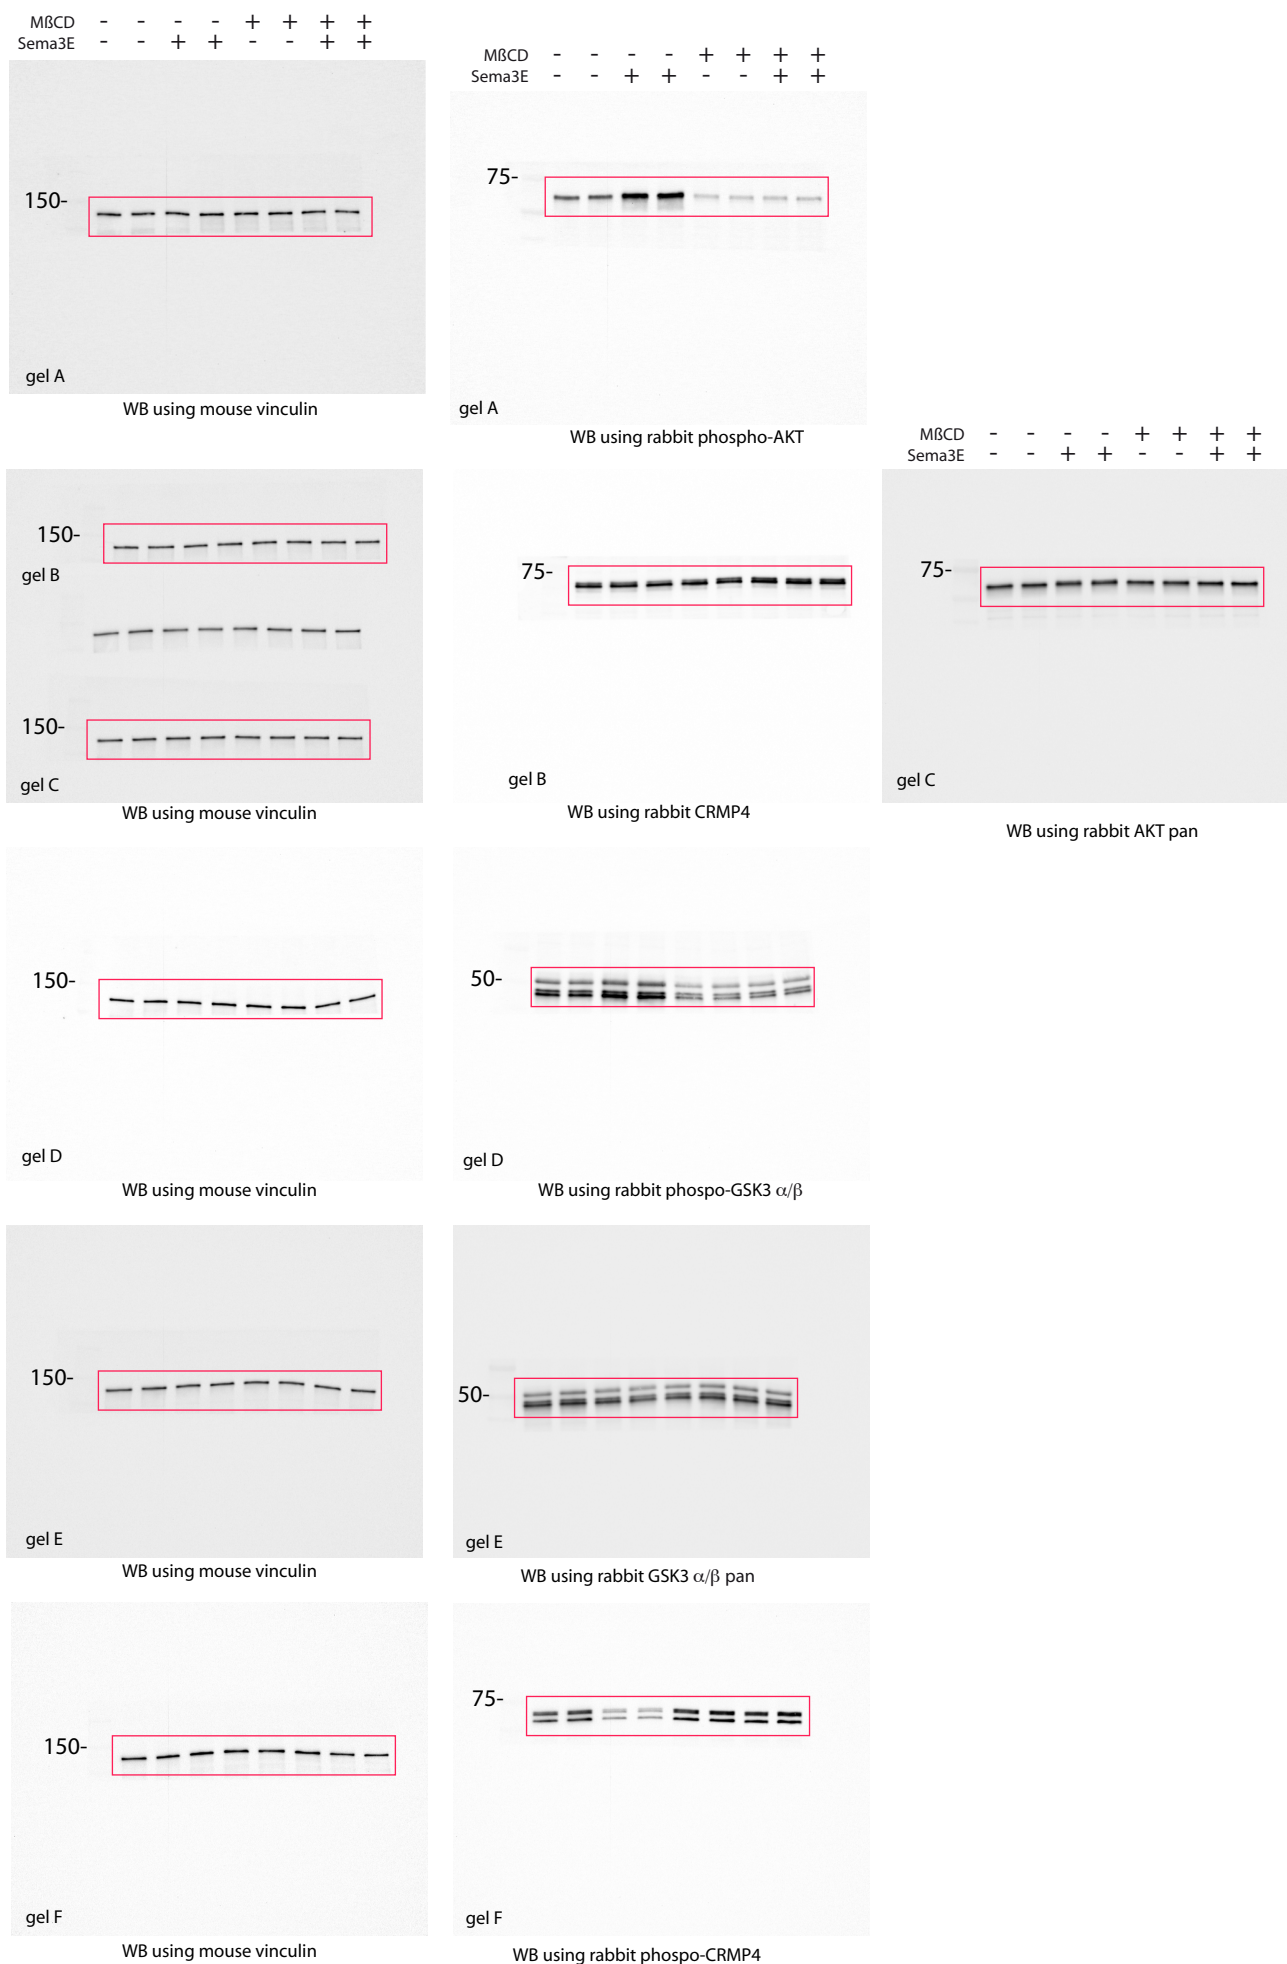 MßCD - - - - + + + +
Sema3E - - + + - - + +
150-
gel A
WB using mouse vinculin
MßCD - - - - + + + +
Sema3E - - + + - - + +
75-
gel A
WB using rabbit phospho-AKT
150-
gel B
150-
gel C
WB using mouse vinculin
75-
gel B
WB using rabbit CRMP4
MßCD - - - - + + + +
Sema3E - - + + - - + +
75-
gel C
WB using rabbit AKT pan
150-
gel D
WB using mouse vinculin
50-
gel D
WB using rabbit phospo-GSK3 α/β
150-
gel E
WB using mouse vinculin
50-
gel E
WB using rabbit GSK3 α/β pan
150-
gel F
WB using mouse vinculin
75-
gel F
WB using rabbit phospo-CRMP4